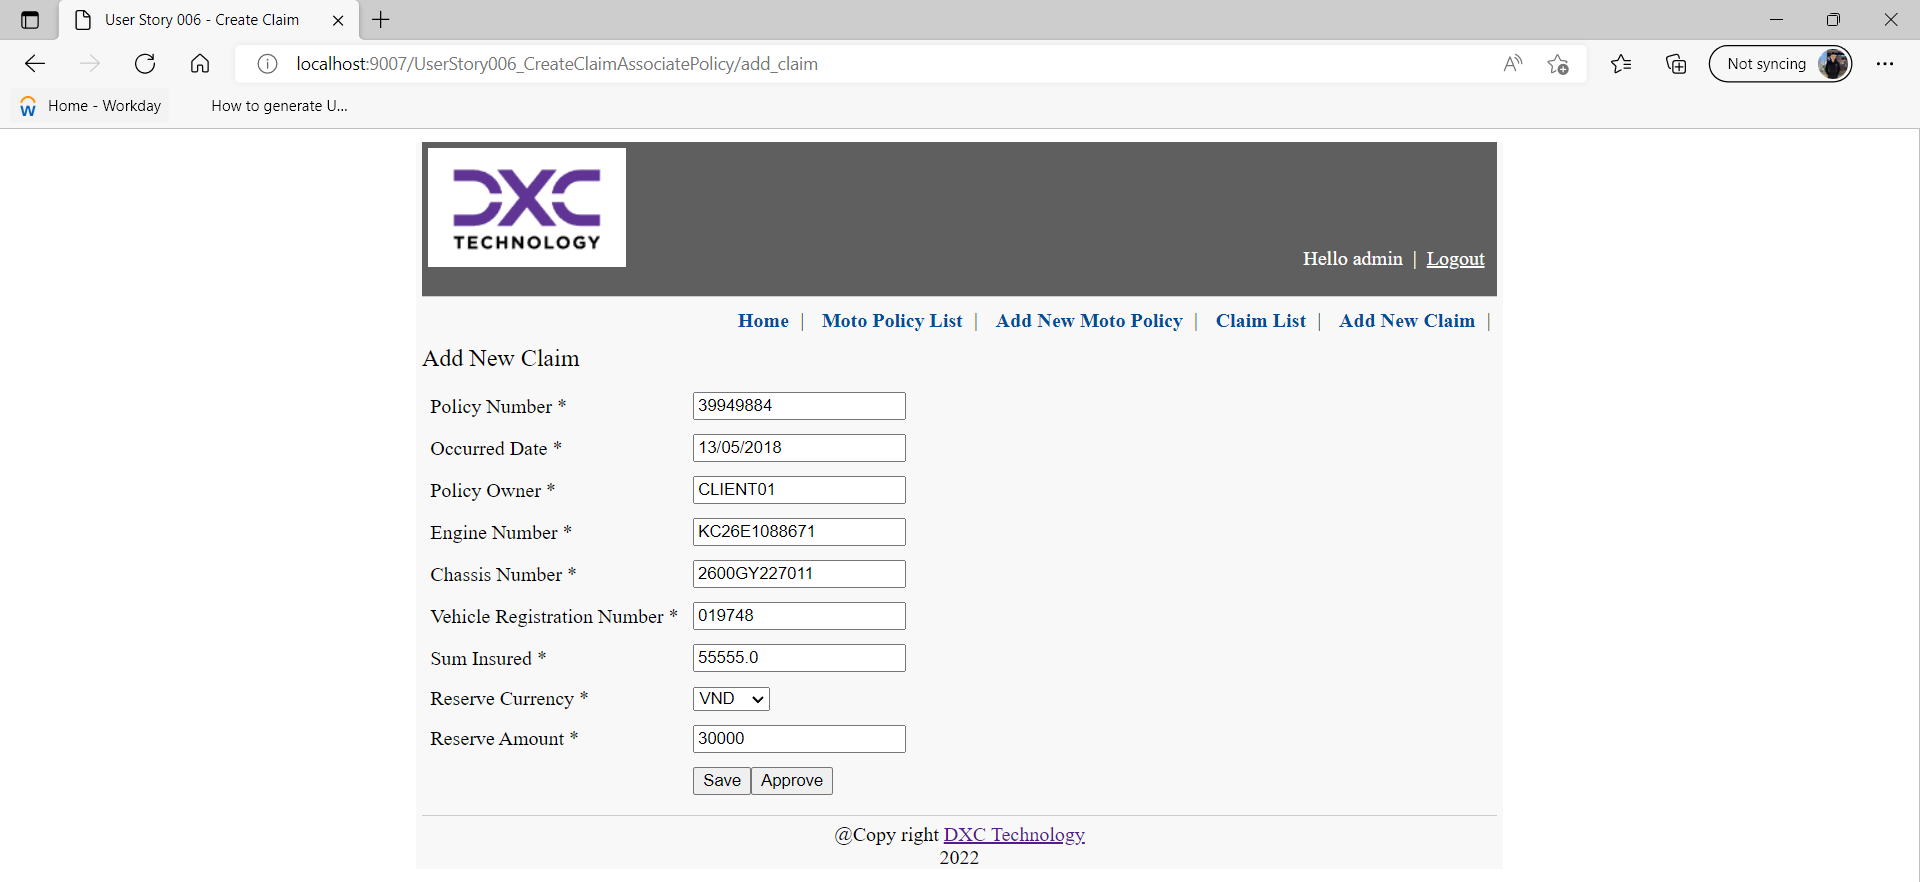 User Story 006 - Create Claim
localhost:9007/UserStory006_CreateClaimAssociatePolicy/add_claim
Not syncing
Home - Workday
How to generate U...
DXC
TECHNOLOGY
Hello admin | Logout
Home | Moto Policy List | Add New Moto Policy | Claim List | Add New Claim |
Add New Claim
Policy Number * 39949884
Occurred Date * 13/05/2018
Policy Owner * CLIENT01
Engine Number * KC26E1088671
Chassis Number * 2600GY227011
Vehicle Registration Number * 019748
Sum Insured * 55555.0
Reserve Currency * VND
Reserve Amount * 30000
Save Approve
@Copy right DXC Technology
2022